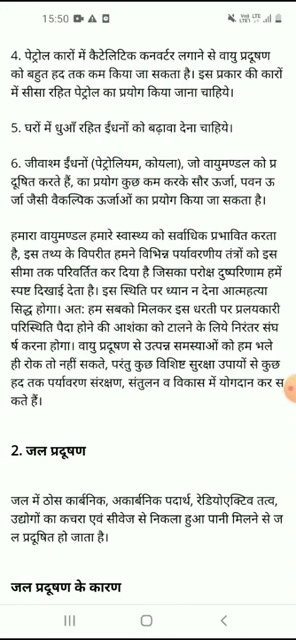 15:50
4. पेट्रोल कारों में कैटेलिटिक कनवर्टर लगाने से वायु प्रदूषण
को बहुत हद तक कम किया जा सकता है। इस प्रकार की कारों
में सीसा रहित पेट्रोल का प्रयोग किया जाना चाहिये।
5. घरों में धुआँ रहित ईंधनों को बढ़ावा देना चाहिये।
6. जीवाश्म ईंधनों (पेट्रोलियम, कोयला), जो वायुमण्डल को प्र
दूषित करते हैं, का प्रयोग कुछ कम करके सौर ऊर्जा, पवन ऊ
र्जा जैसी वैकल्पिक ऊर्जाओं का प्रयोग किया जा सकता है।
हमारा वायुमण्डल हमारे स्वास्थ्य को सर्वाधिक प्रभावित करता
है, इस तथ्य के विपरीत हमने विभिन्न पर्यावरणीय तंत्रों को इस
सीमा तक परिवर्तित कर दिया है जिसका परोक्ष दुष्परिणाम हमें
स्पष्ट दिखाई देता है। इस स्थिति पर ध्यान न देना आत्महत्या
सिद्ध होगा। अत: हम सबको मिलकर इस धरती पर प्रलयकारी
परिस्थिति पैदा होने की आशंका को टालने के लिये निरंतर संघ
र्ष करना होगा। वायु प्रदूषण से उत्पन्न समस्याओं को हम भले
ही रोक तो नहीं सकते, परंतु कुछ विशिष्ट सुरक्षा उपायों से कुछ
हद तक पर्यावरण संरक्षण, संतुलन व विकास में योगदान कर स
कते हैं।
2. जल प्रदूषण
जल में ठोस कार्बनिक, अकार्बनिक पदार्थ, रेडियोएक्टिव तत्व,
उद्योगों का कचरा एवं सीवेज से निकला हुआ पानी मिलने से ज
ल प्रदूषित हो जाता है।
जल प्रदूषण के कारण